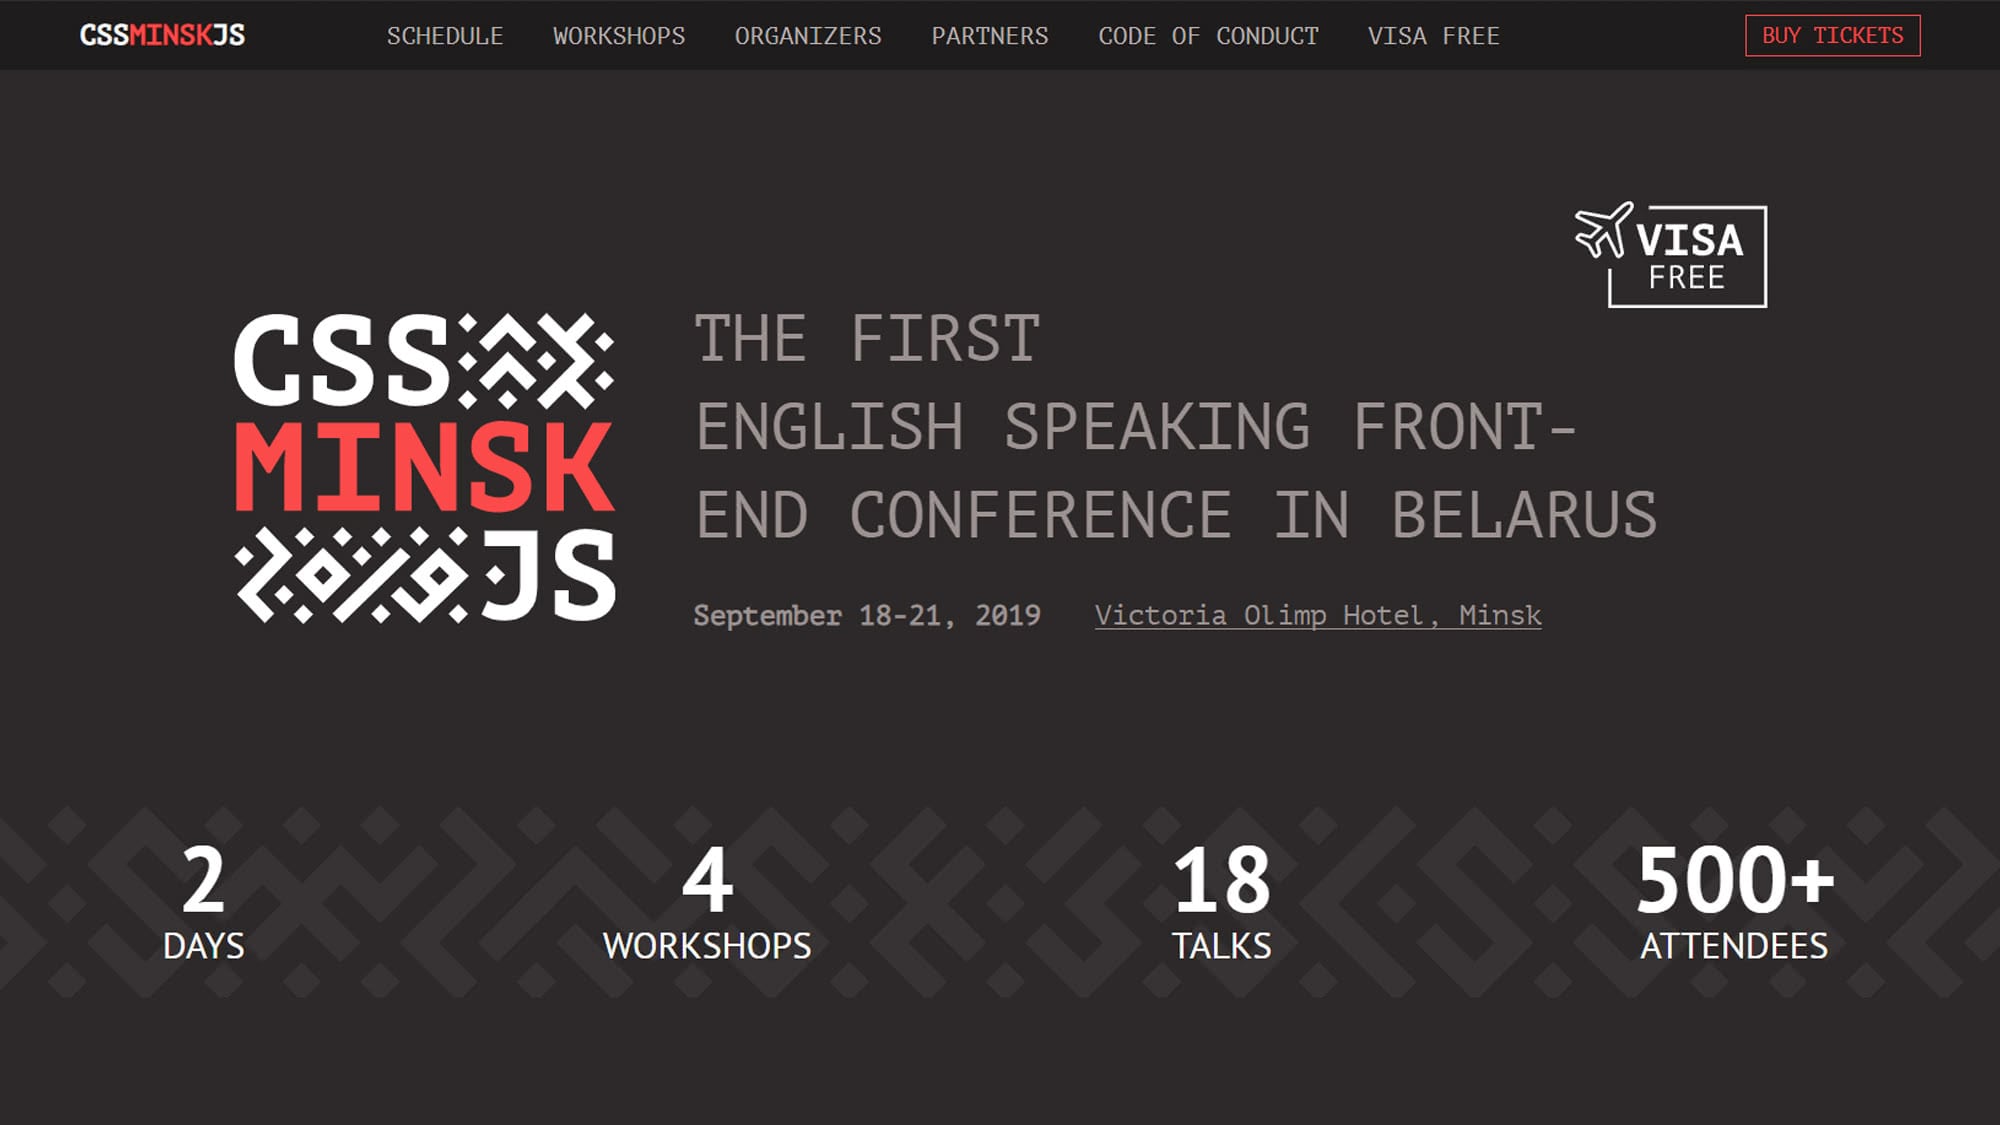 CSSMINSKJS
SCHEDULE
WORKSHOPS
ORGANIZERS
PARTNERS
CODE OF CONDUCT
VISA FREE
BUY TICKETS
VISA
FREE
CSS
MINSK
2019 JS
THE FIRST
ENGLISH SPEAKING FRONT-
END CONFERENCE IN BELARUS
September 18-21, 2019
Victoria Olimp Hotel, Minsk
2
DAYS
4
WORKSHOPS
18
TALKS
500+
ATTENDEES